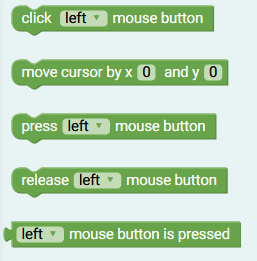 click left mouse button
move cursor by x 0 and y 0
press left mouse button
release left mouse button
left mouse button is pressed